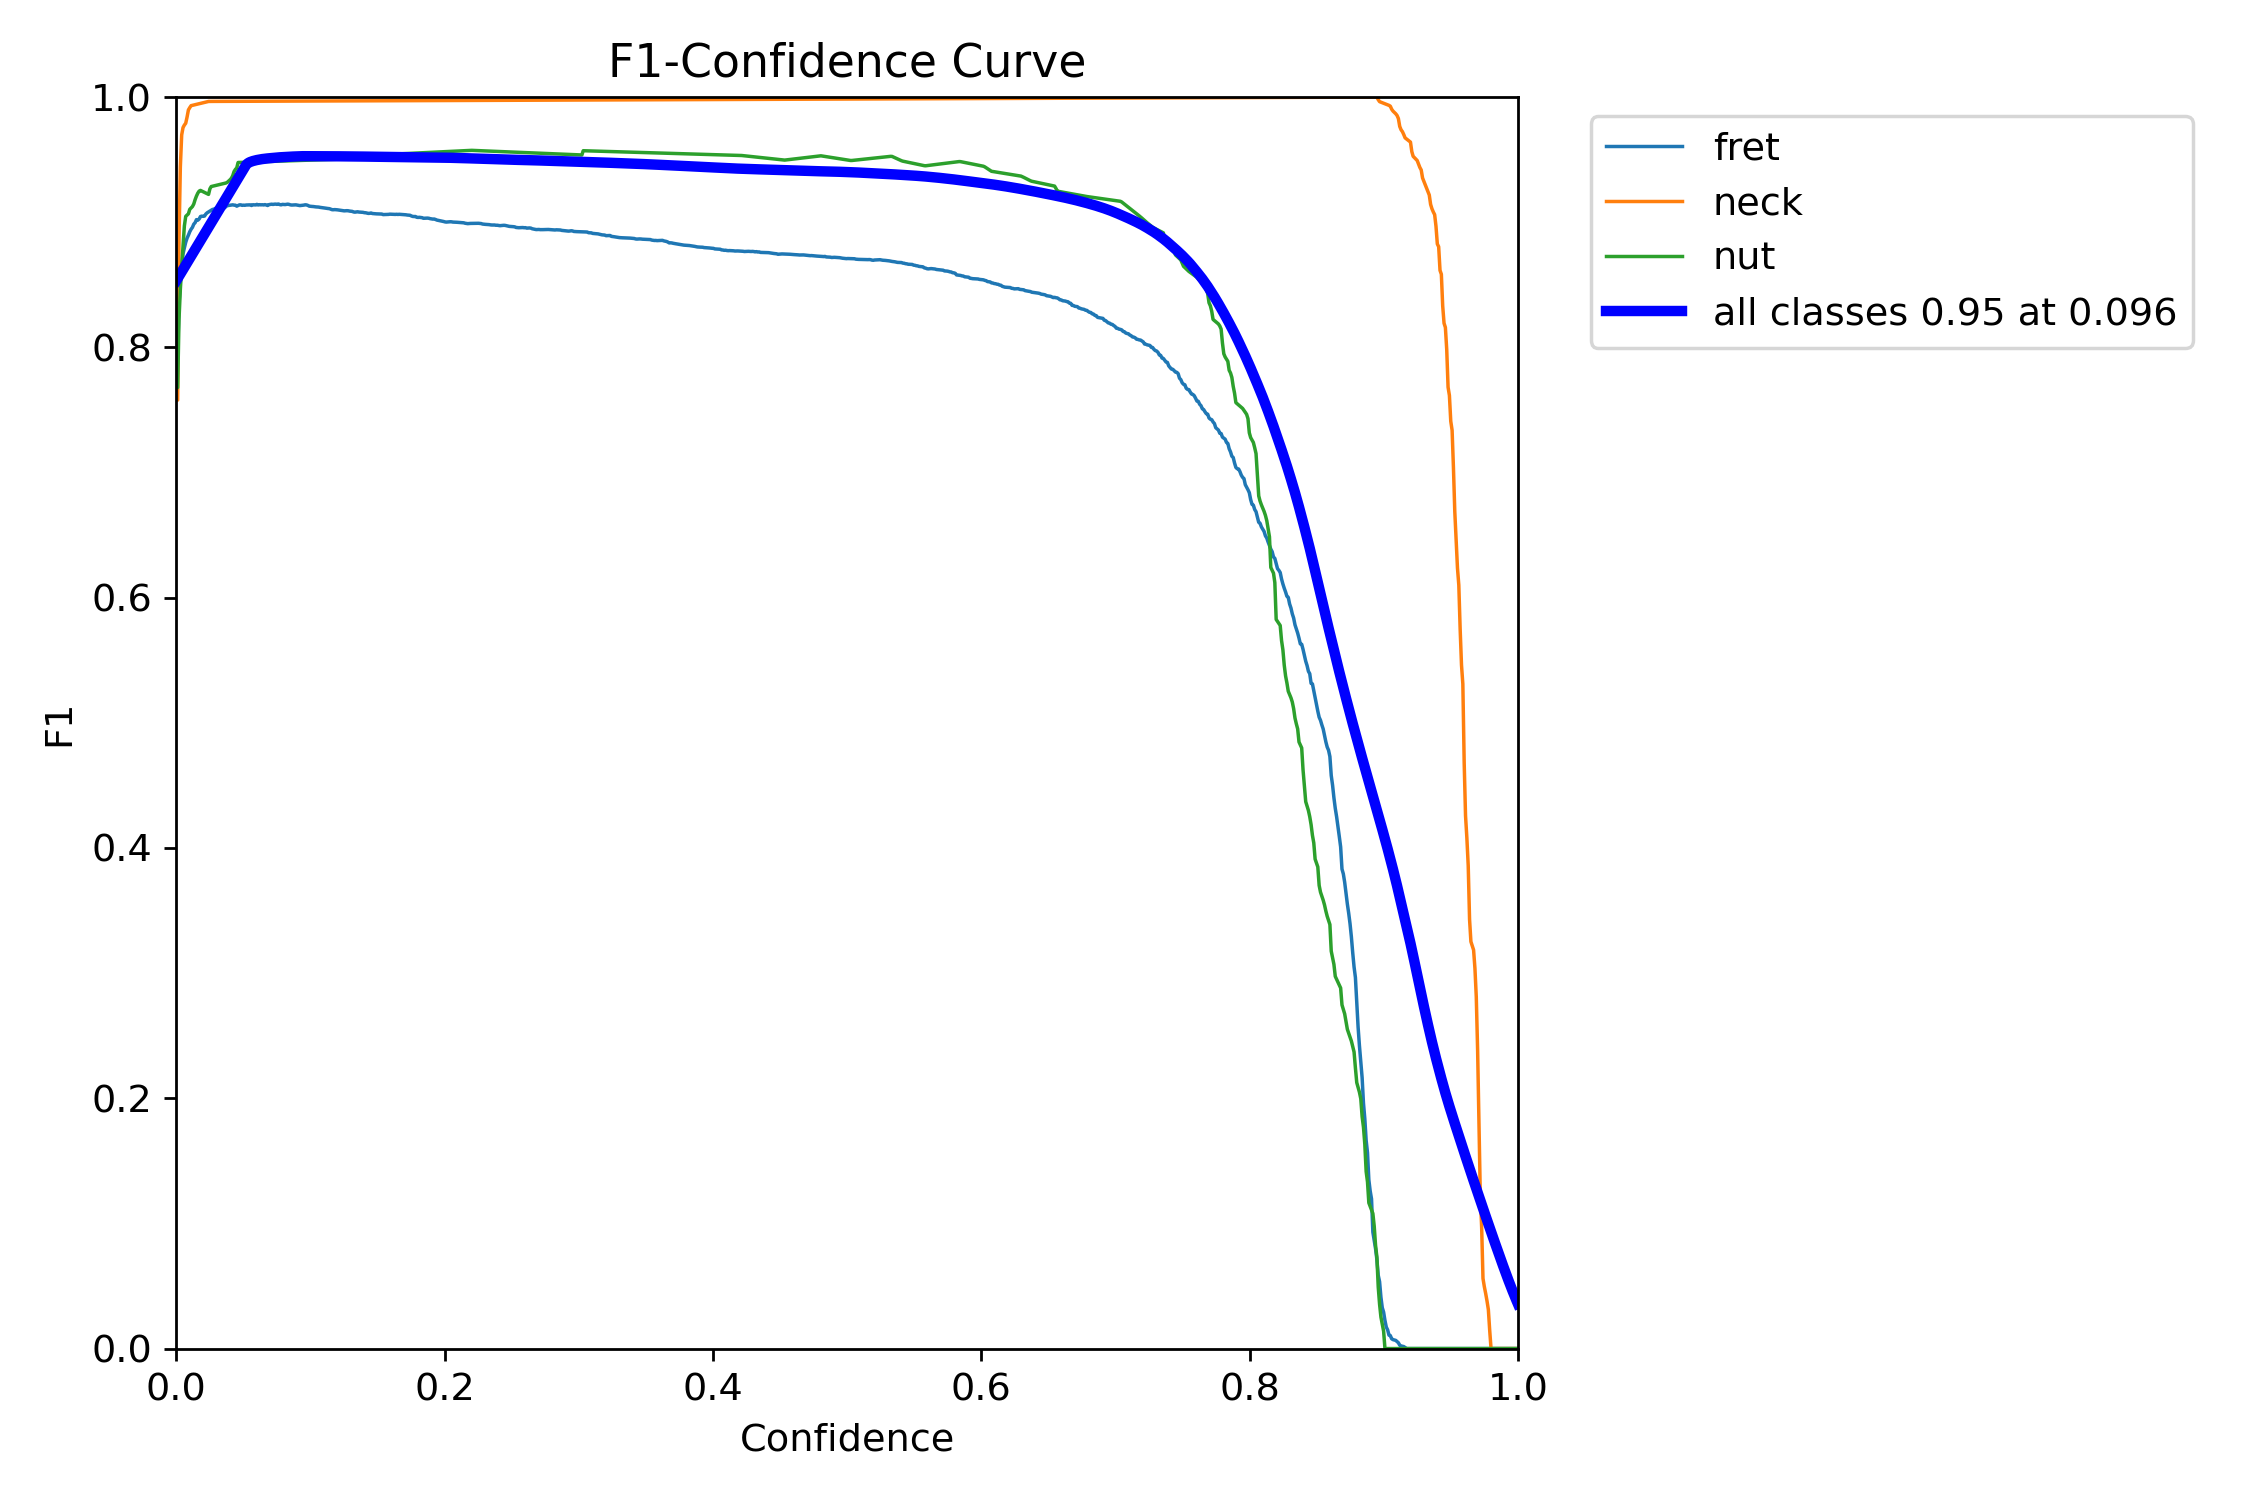 F1-Confidence Curve
fret
neck
nut
all classes 0.95 at 0.096
F1
1.0
0.8
0.6
0.4
0.2
0.0
0.0 0.2 0.4 0.6 0.8 1.0
Confidence